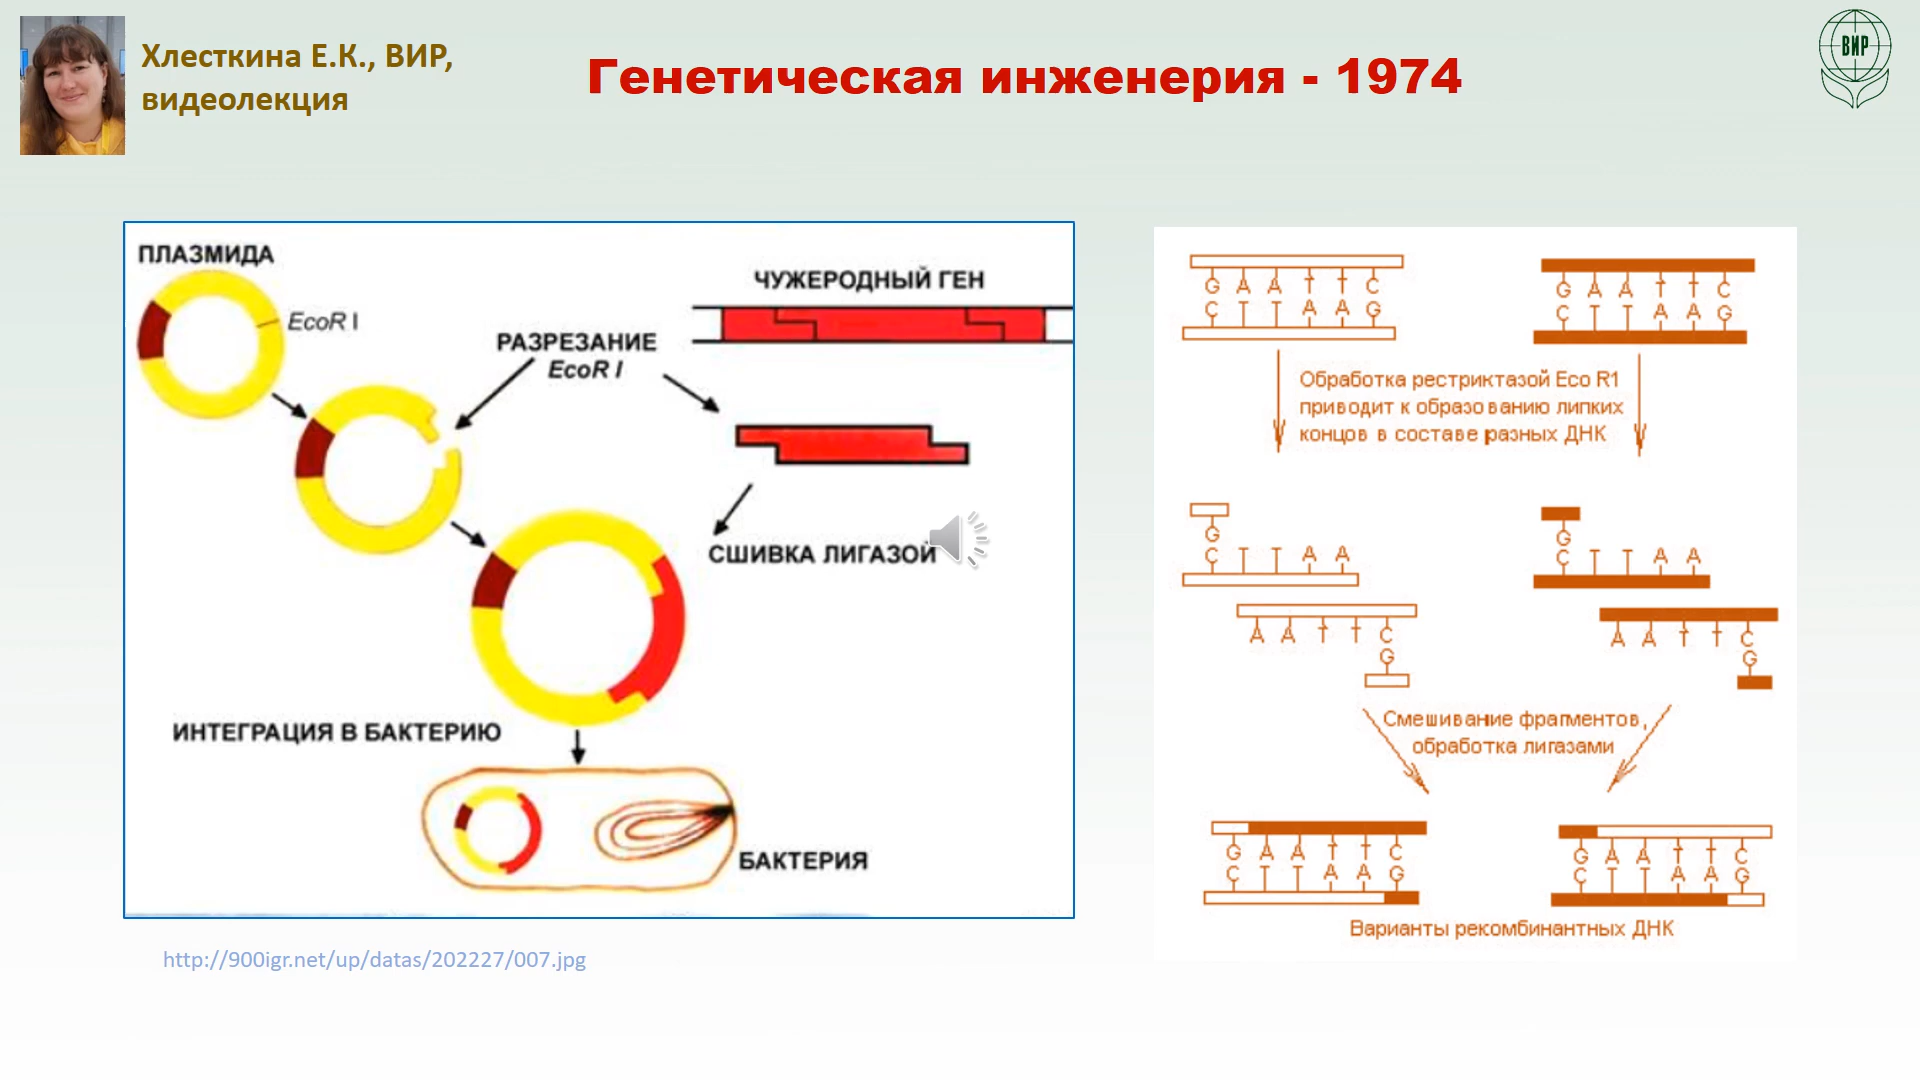 Хлесткина Е.К., ВИР,
видеолекция
Генетическая инженерия - 1974
ВИР
ПЛАЗМИДА
EcoR I
ЧУЖЕРОДНЫЙ ГЕН
РАЗРЕЗАНИЕ
EcoR I
СШИВКА ЛИГАЗОЙ
ИНТЕГРАЦИЯ В БАКТЕРИЮ
БАКТЕРИЯ
http://900igr.net/up/datas/202227/007.jpg
G A A T T C
C T T A A G
G A A T T C
C T T A A G
Обработка рестриктазой Eco R1
приводит к образованию липких
концов в составе разных ДНК
G
C T T A A
A A T T C
G
G
C T T A A
A A T T C
G
Смешивание фрагментов,
обработка лигазами
G A A T T C
C T T A A G
G A A T T C
C T T A A G
Варианты рекомбинантных ДНК